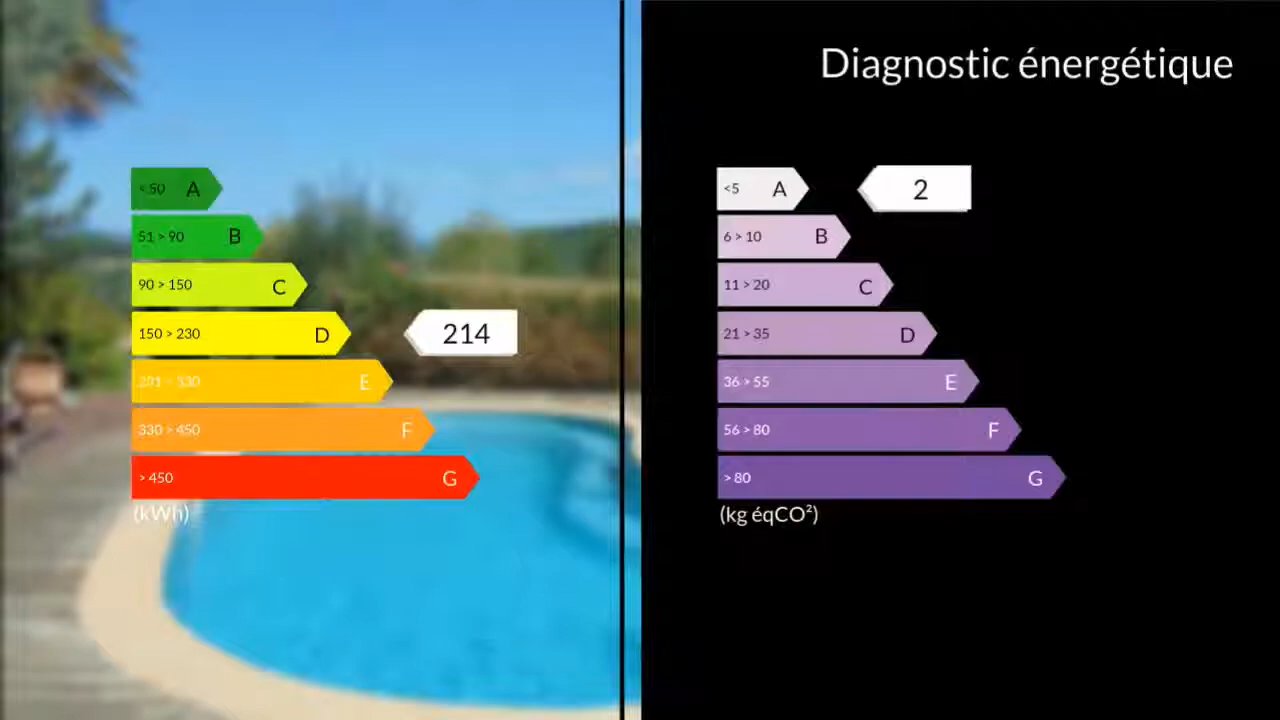 Diagnostic énergétique
< 50 A
51 > 90 B
90 > 150 C
150 > 230 D
214
E
330 > 450 F
> 450 G
(kWh)
<5 A
2
6 > 10 B
11 > 20 C
21 > 35 D
36 > 55 E
56 > 80 F
> 80 G
(kg éqCO²)